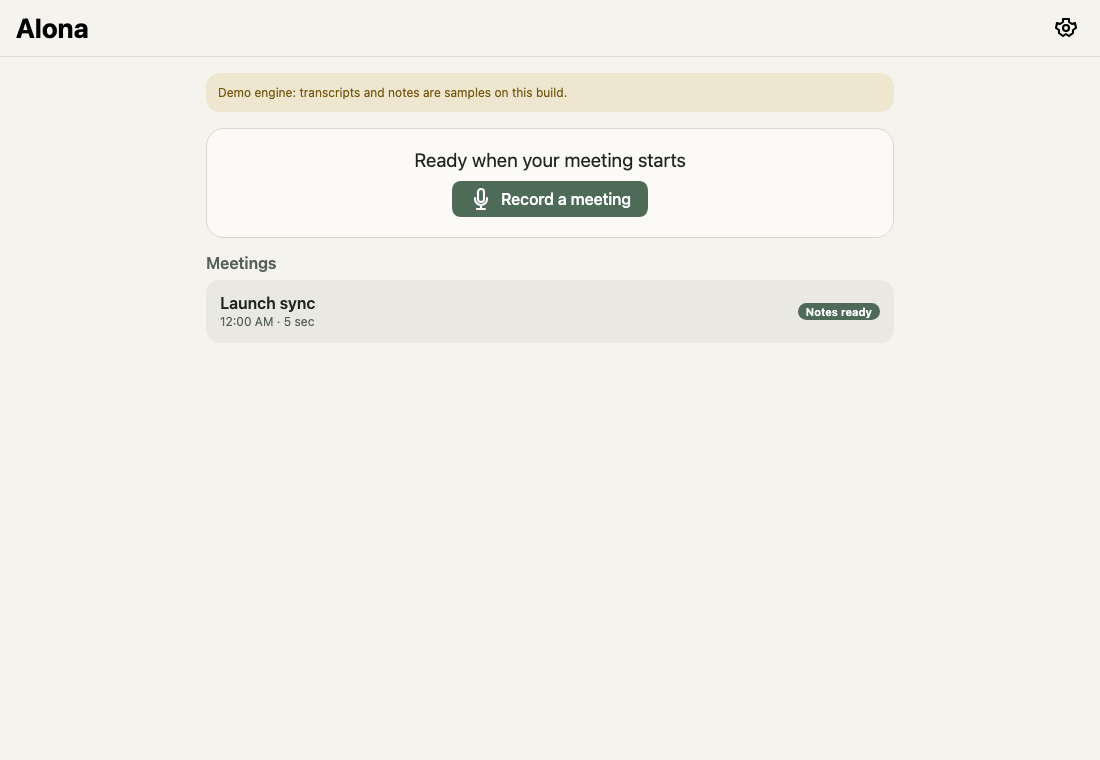 Alona
Demo engine: transcripts and notes are samples on this build.
Ready when your meeting starts
Record a meeting
Meetings
Launch sync
12:00 AM · 5 sec
Notes ready